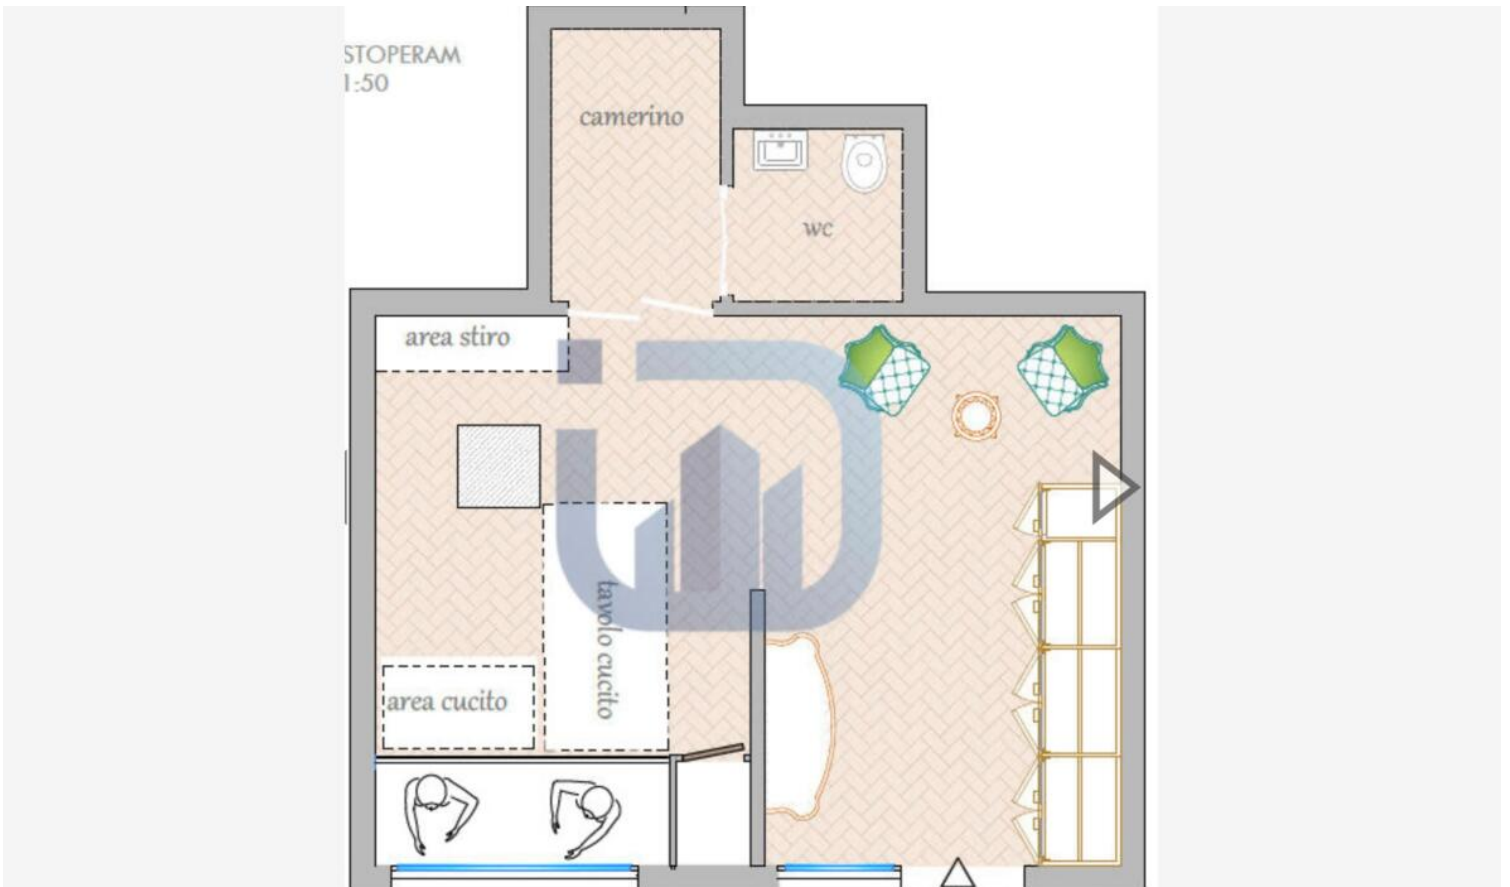 STOPERAM
1:50
camerino
wc
area stiro
tavolo cucito
area cucito